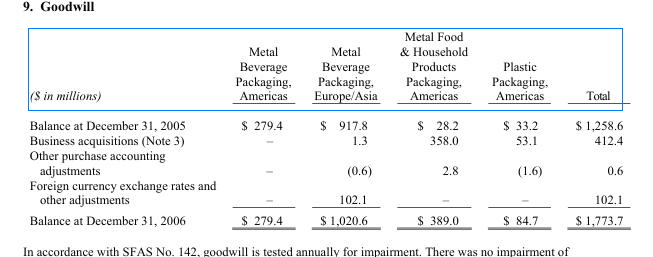 9. Goodwill
Metal Food
Metal Metal & Household
Beverage Beverage Products Plastic
Packaging, Packaging, Packaging, Packaging,
($ in millions) Americas Europe/Asia Americas Americas Total
Balance at December 31, 2005 $ 279.4 $ 917.8 $ 28.2 $ 33.2 $ 1,258.6
Business acquisitions (Note 3) – 1.3 358.0 53.1 412.4
Other purchase accounting
adjustments – (0.6) 2.8 (1.6) 0.6
Foreign currency exchange rates and
other adjustments – 102.1 – – 102.1
Balance at December 31, 2006 $ 279.4 $ 1,020.6 $ 389.0 $ 84.7 $ 1,773.7
In accordance with SFAS No. 142, goodwill is tested annually for impairment. There was no impairment of